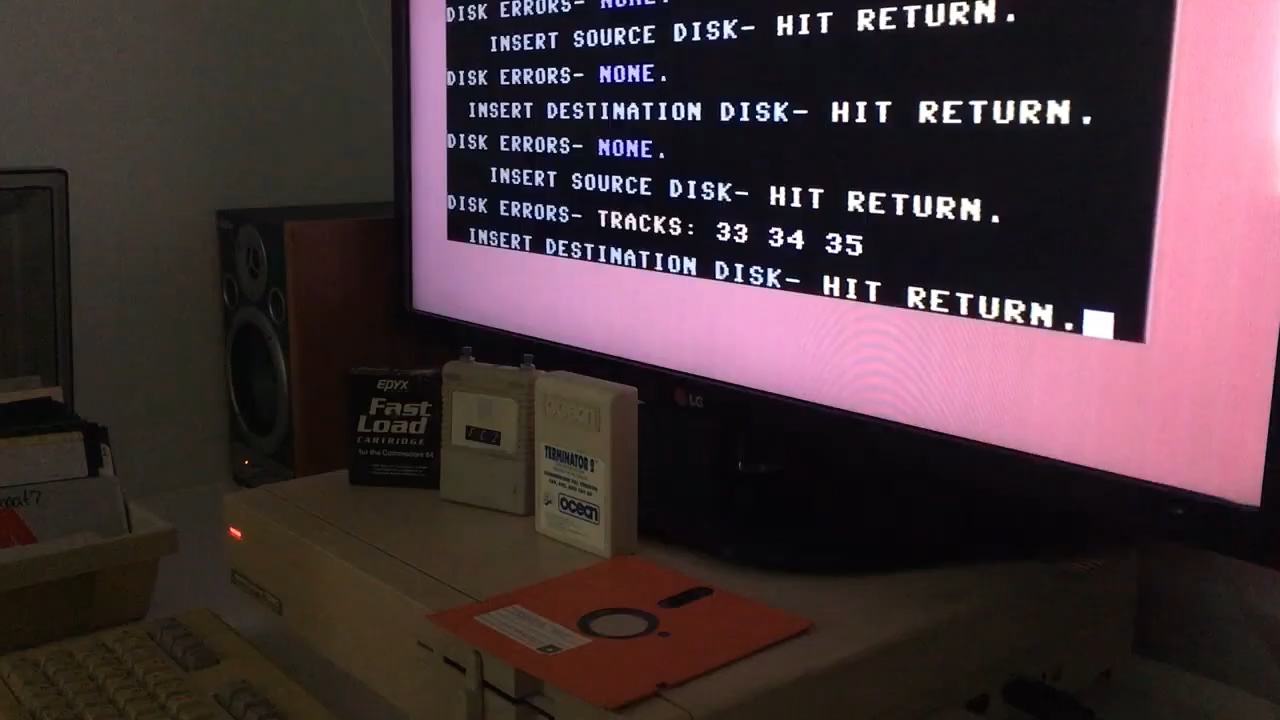 DISK ERRORS- NONE.
INSERT SOURCE DISK- HIT RETURN.
DISK ERRORS- NONE.
INSERT DESTINATION DISK- HIT RETURN.
DISK ERRORS- NONE.
INSERT SOURCE DISK- HIT RETURN.
DISK ERRORS- TRACKS: 33 34 35
INSERT DESTINATION DISK- HIT RETURN.
LG
EPYX
Fast
Load
CARTRIDGE
for the Commodore 64
ocean
TERMINATOR 2
ocean